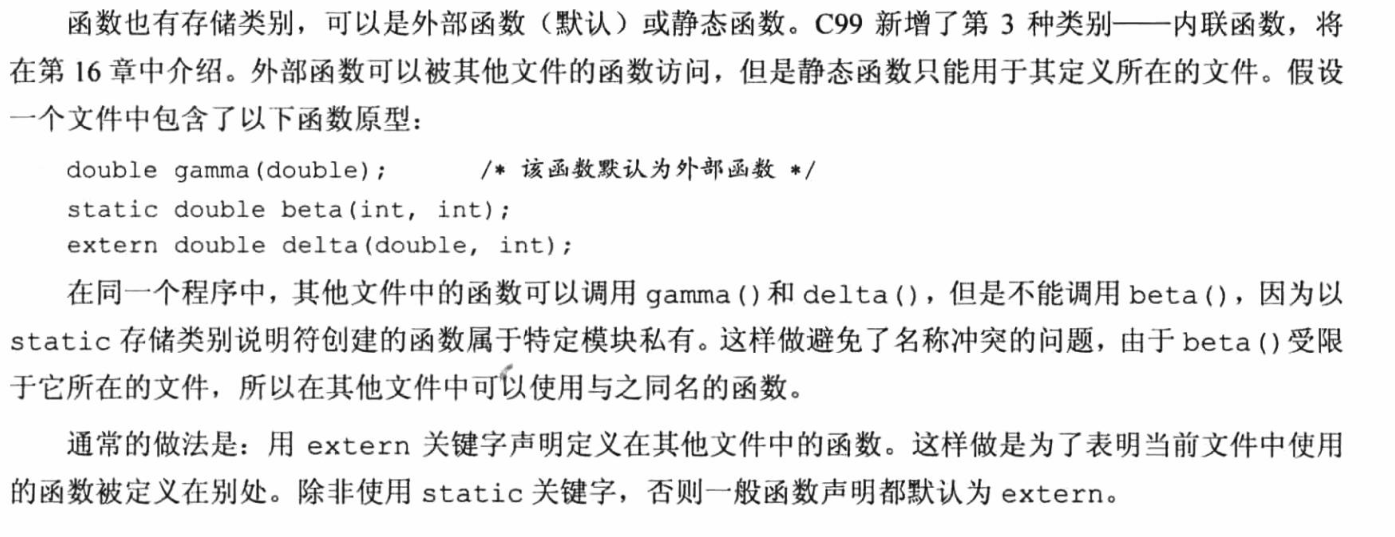 函数也有存储类别，可以是外部函数（默认）或静态函数。C99 新增了第 3 种类别——内联函数，将
在第 16 章中介绍。外部函数可以被其他文件的函数访问，但是静态函数只能用于其定义所在的文件。假设
一个文件中包含了以下函数原型：
double gamma(double); /* 该函数默认为外部函数 */
static double beta(int, int);
extern double delta(double, int);
在同一个程序中，其他文件中的函数可以调用 gamma()和 delta()，但是不能调用 beta()，因为以
static 存储类别说明符创建的函数属于特定模块私有。这样做避免了名称冲突的问题，由于 beta()受限
于它所在的文件，所以在其他文件中可以使用与之同名的函数。
通常的做法是：用 extern 关键字声明定义在其他文件中的函数。这样做是为了表明当前文件中使用
的函数被定义在别处。除非使用 static 关键字，否则一般函数声明都默认为 extern。